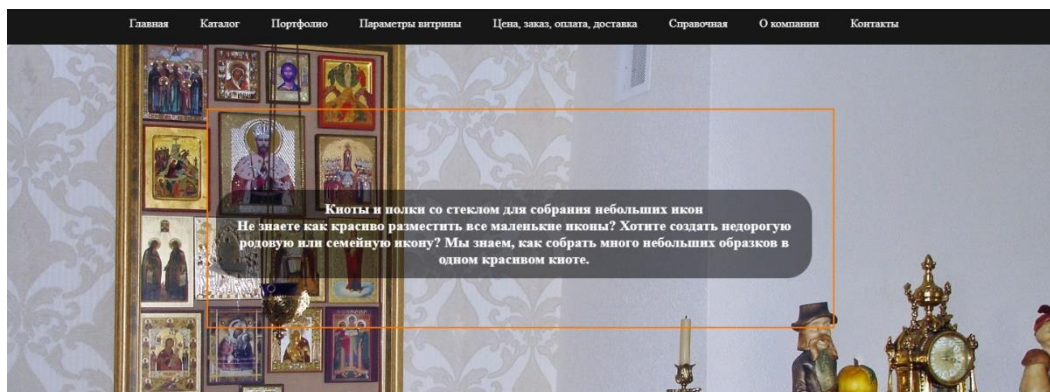 Главная Каталог Портфолио Параметры витрины Цена, заказ, оплата, доставка Справочная О компании Контакты
Киоты и полки со стеклом для собрания небольших икон
Не знаете как красиво разместить все маленькие иконы? Хотите создать недорогую
родовую или семейную икону? Мы знаем, как собрать много небольших образков в
одном красивом киоте.